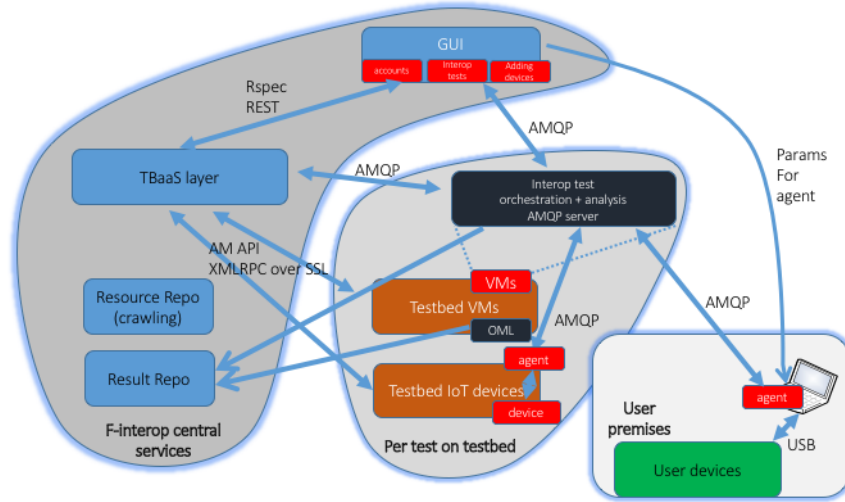 GUI
accounts
Interop
tests
Adding
devices
Rspec
REST
AMQP
Params
For
agent
TBaaS layer
AMQP
Interop test
orchestration + analysis
AMQP server
AM API
XMLRPC over SSL
VMs
Resource Repo
(crawling)
Testbed VMs
AMQP
AMQP
OML
agent
Result Repo
Testbed IoT devices
agent
device
User
premises
F-interop central
services
Per test on testbed
USB
User devices